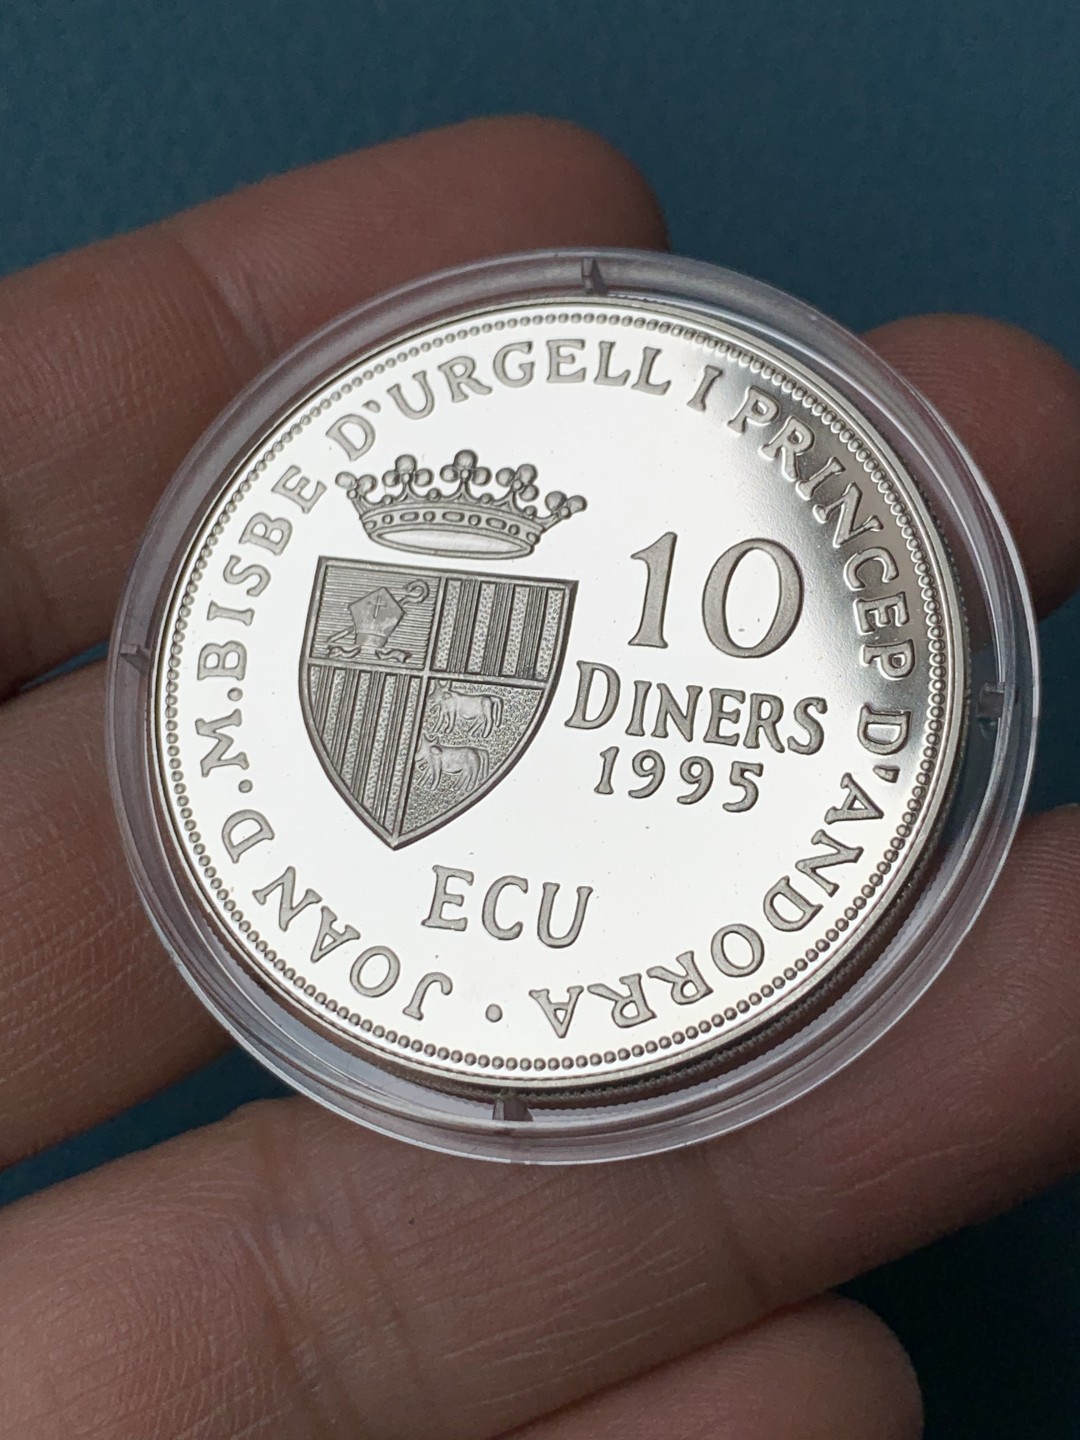 JOAN D.M.BISBE D'URGELL I PRINCEP D'ANDORRA •
10
DINERS
1995
ECU